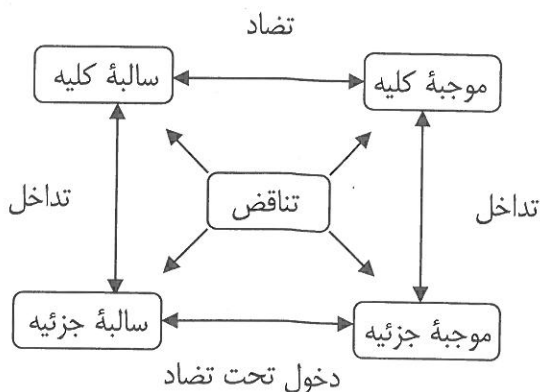 تضاد
موجبهٔ کلیه
سالبهٔ کلیه
تداخل
تناقض
تداخل
موجبهٔ جزئیه
سالبهٔ جزئیه
دخول تحت تضاد